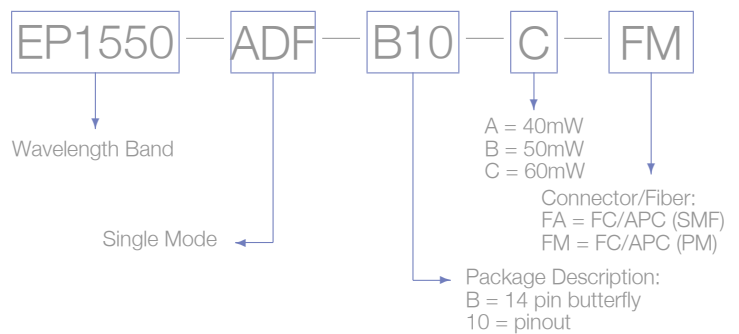 EP1550 — ADF — B10 — C — FM
Wavelength Band
A = 40mW
B = 50mW
C = 60mW
Connector/Fiber:
FA = FC/APC (SMF)
FM = FC/APC (PM)
Single Mode
Package Description:
B = 14 pin butterfly
10 = pinout